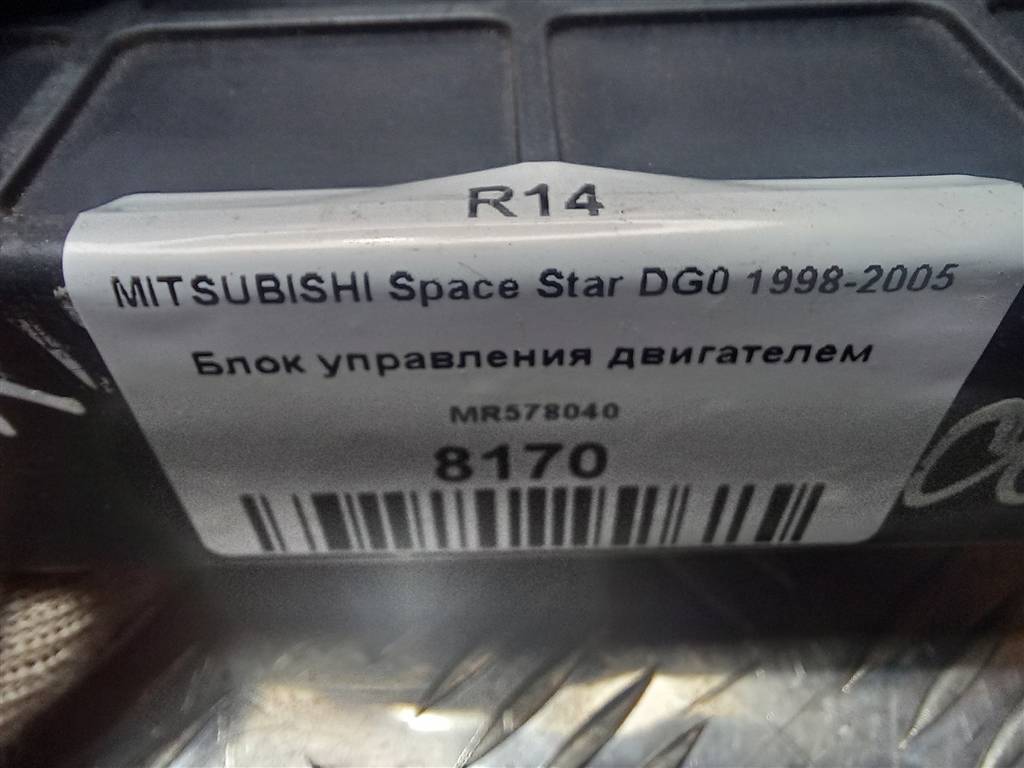 R14
MITSUBISHI Space Star DG0 1998-2005
Блок управления двигателем
MR578040
8170